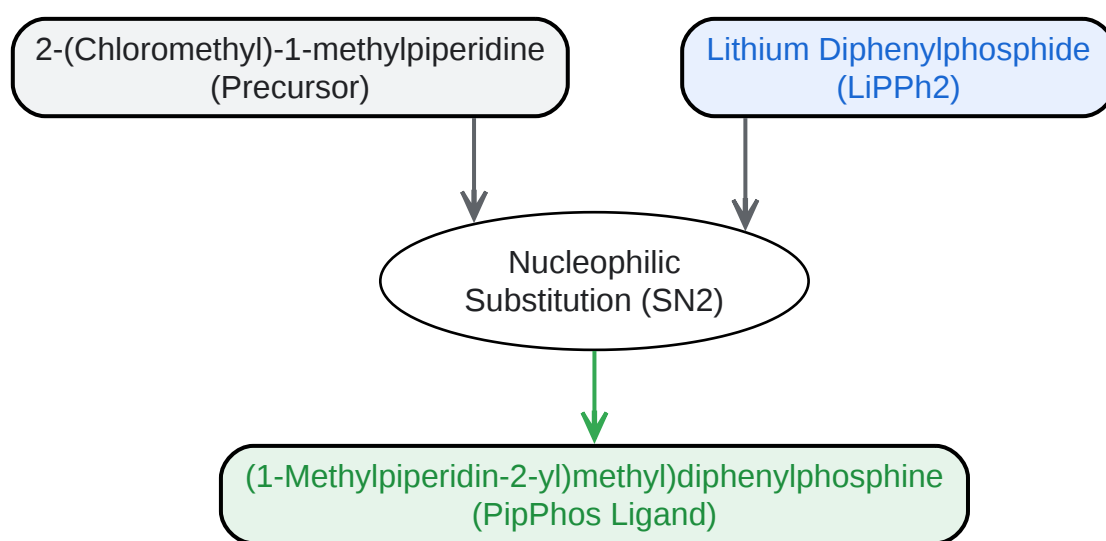 2-(Chloromethyl)-1-methylpiperidine
(Precursor)
Lithium Diphenylphosphide
(LiPPh2)
Nucleophilic
Substitution (SN2)
(1-Methylpiperidin-2-yl)methyl)diphenylphosphine
(PipPhos Ligand)